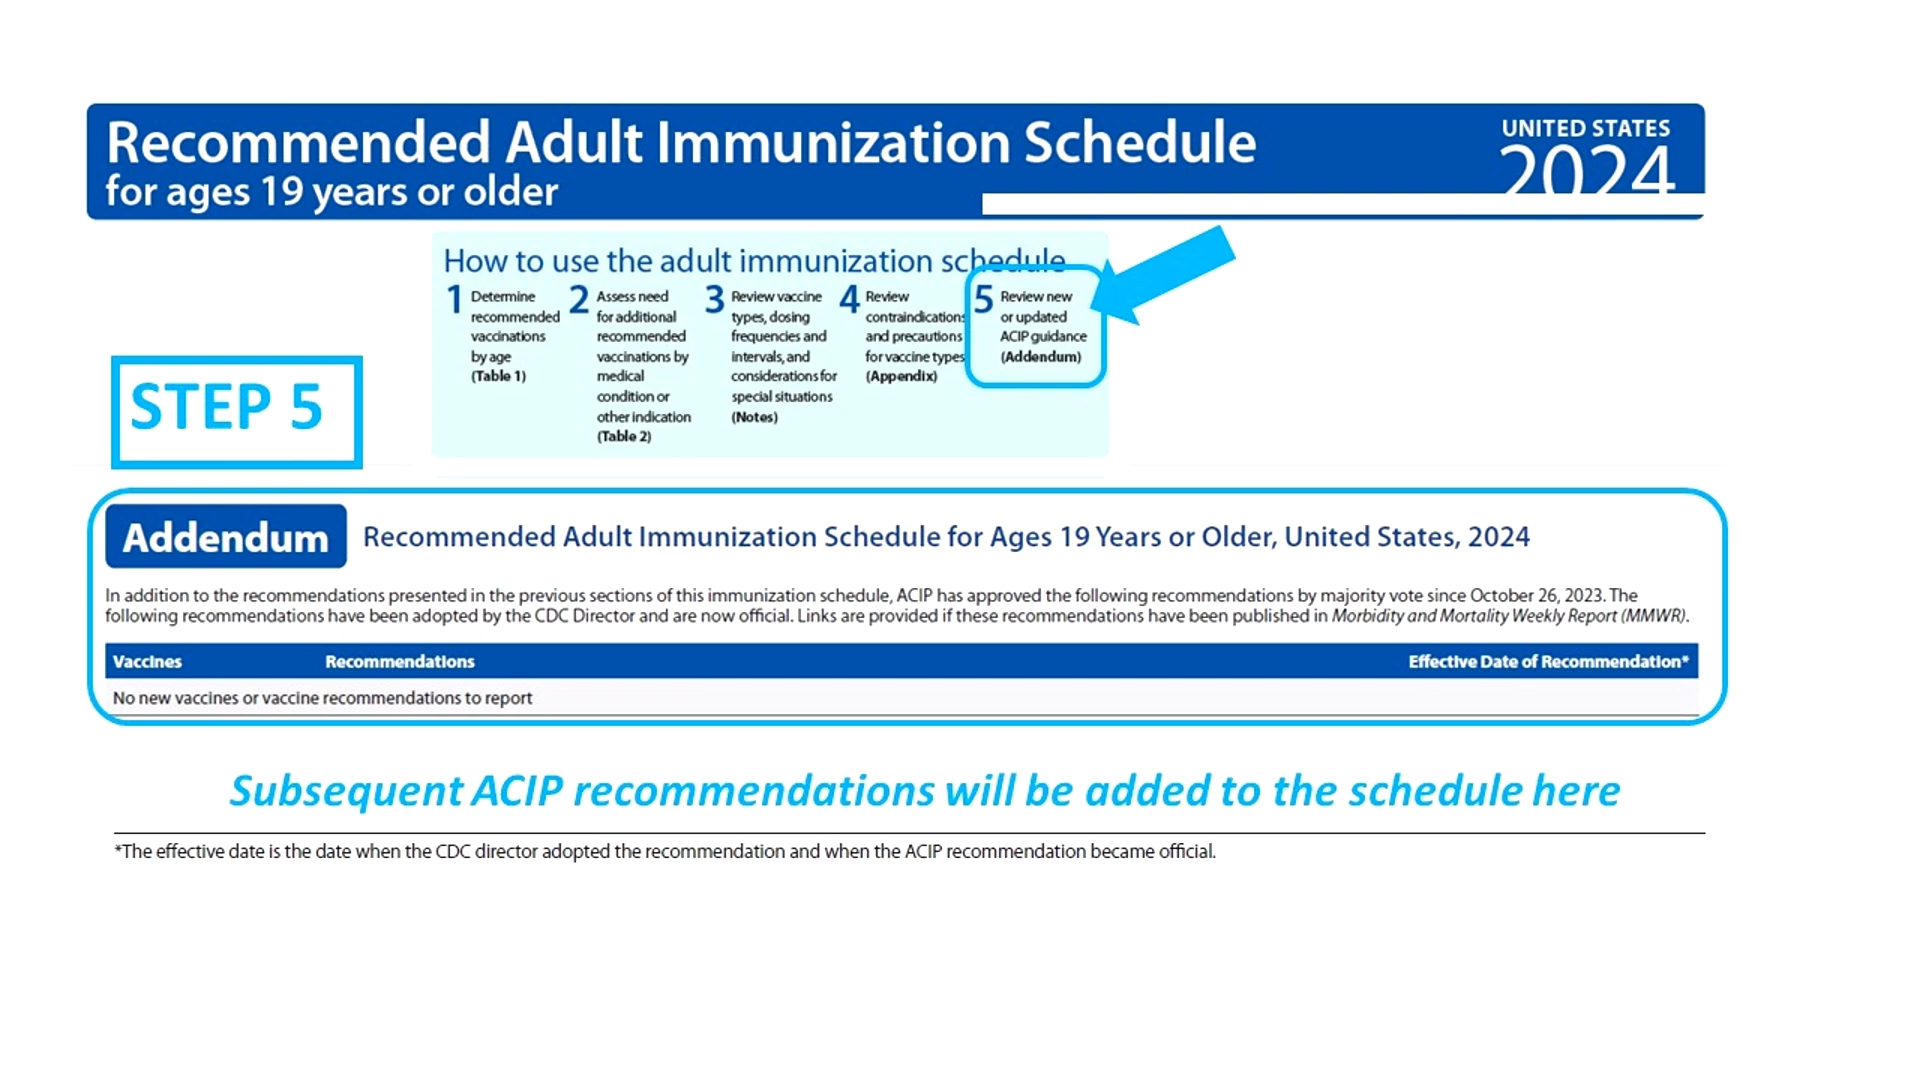 Recommended Adult Immunization Schedule
for ages 19 years or older
UNITED STATES
2024
How to use the adult immunization schedule
1 Determine
recommended
vaccinations
by age
(Table 1)
2 Assess need
for additional
recommended
vaccinations by
medical
condition or
other indication
(Table 2)
3 Review vaccine
types, dosing
frequencies and
intervals, and
considerations for
special situations
(Notes)
4 Review
contraindications
and precautions
for vaccine types
(Appendix)
5 Review new
or updated
ACIP guidance
(Addendum)
STEP 5
Addendum Recommended Adult Immunization Schedule for Ages 19 Years or Older, United States, 2024
In addition to the recommendations presented in the previous sections of this immunization schedule, ACIP has approved the following recommendations by majority vote since October 26, 2023. The
following recommendations have been adopted by the CDC Director and are now official. Links are provided if these recommendations have been published in Morbidity and Mortality Weekly Report (MMWR).
Vaccines Recommendations Effective Date of Recommendation*
No new vaccines or vaccine recommendations to report
Subsequent ACIP recommendations will be added to the schedule here
*The effective date is the date when the CDC director adopted the recommendation and when the ACIP recommendation became official.